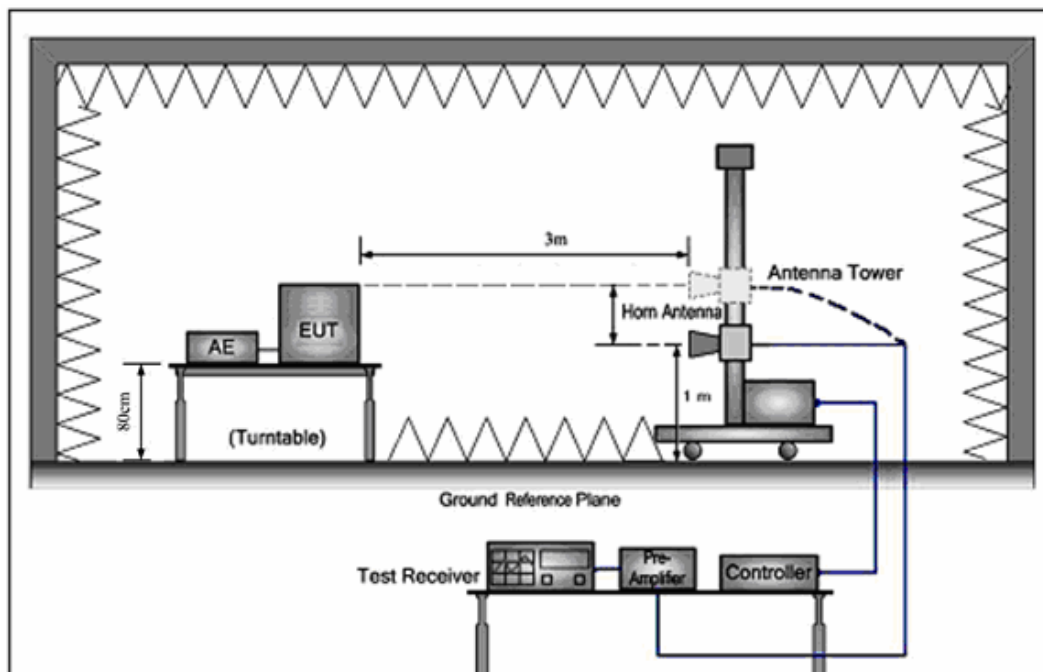 3m
Antenna Tower
Horn Antenna
EUT
AE
1 m
80cm
(Turntable)
Ground Reference Plane
Test Receiver
Pre-
Amplifier
Controller